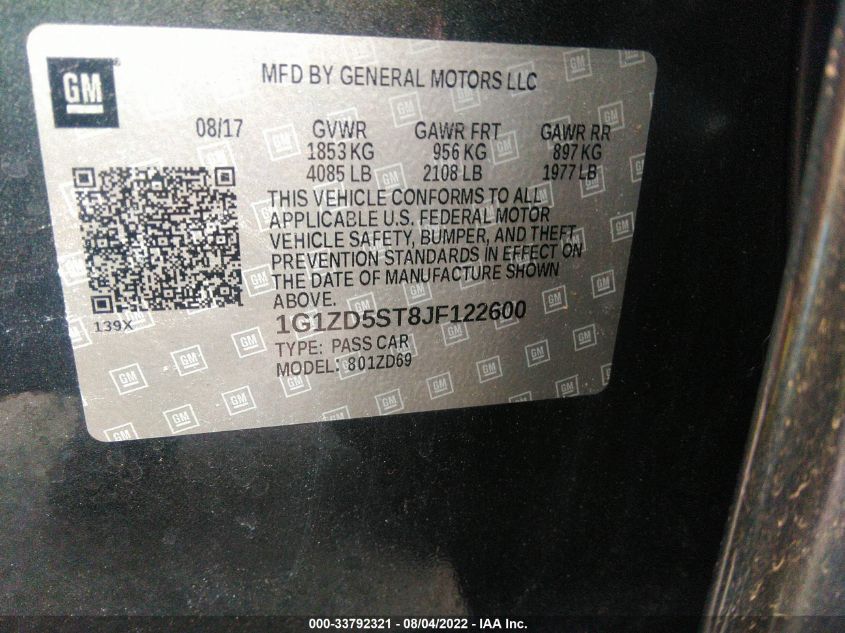 GM
MFD BY GENERAL MOTORS LLC
08/17 GVWR GAWR FRT GAWR RR
1853 KG 956 KG 897 KG
4085 LB 2108 LB 1977 LB
THIS VEHICLE CONFORMS TO ALL
APPLICABLE U.S. FEDERAL MOTOR
VEHICLE SAFETY, BUMPER, AND THEFT
PREVENTION STANDARDS IN EFFECT ON
THE DATE OF MANUFACTURE SHOWN
ABOVE.
139X
1G1ZD5ST8JF122600
TYPE: PASS CAR
MODEL: 801ZD69
000-33792321 - 08/04/2022 - IAA Inc.